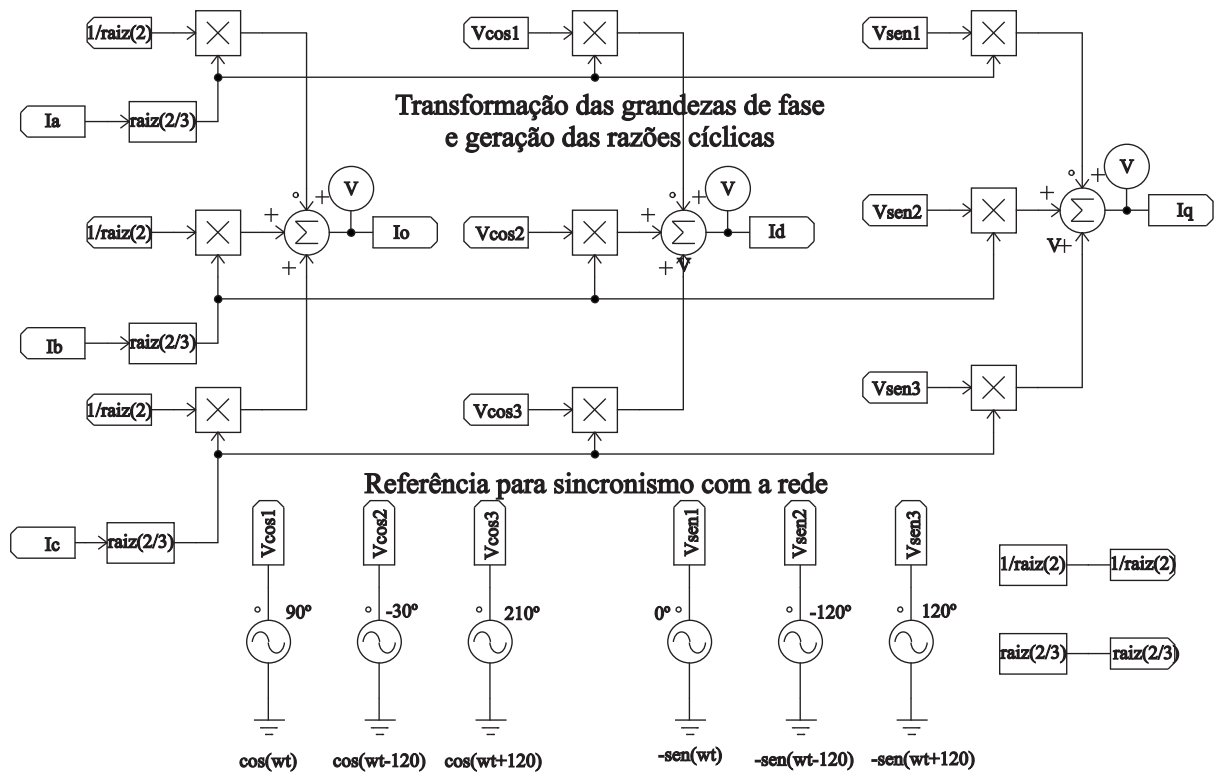 1/raiz(2)
Vcos1
Vsen1
Ia
raiz(2/3)
Transformação das grandezas de fase
e geração das razões cíclicas
V
V
V
1/raiz(2)
Σ
Io
Vcos2
Σ
Id
V
Vsen2
Σ
Iq
V
Ib
raiz(2/3)
1/raiz(2)
Vcos3
Vsen3
Referência para sincronismo com a rede
Ic
raiz(2/3)
Vcos1
Vcos2
Vcos3
Vsen1
Vsen2
Vsen3
1/raiz(2)
1/raiz(2)
90º
-30º
210º
0º
-120º
120º
raiz(2/3)
raiz(2/3)
cos(wt)
cos(wt-120)
cos(wt+120)
-sen(wt)
-sen(wt-120)
-sen(wt+120)